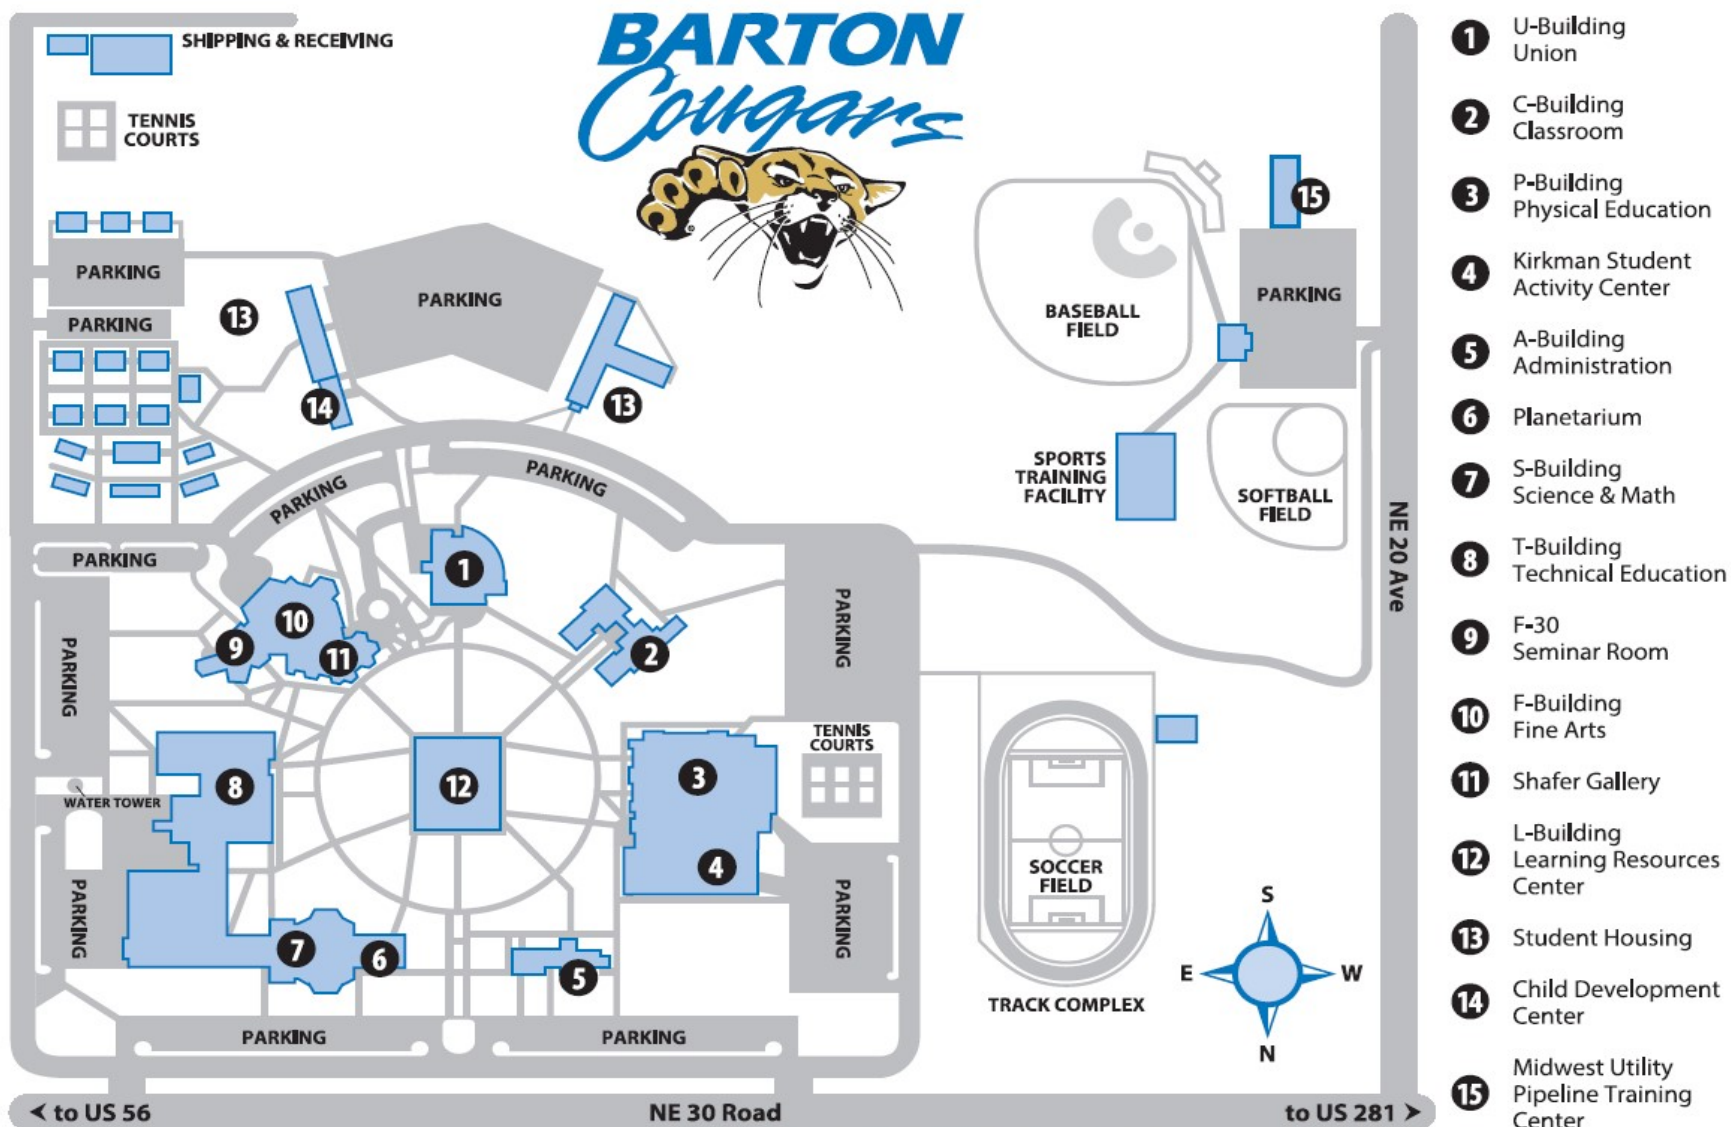 BARTON
Cougars
SHIPPING & RECEIVING
TENNIS
COURTS
PARKING
PARKING
PARKING
13
14
13
15
PARKING
BASEBALL
FIELD
SPORTS
TRAINING
FACILITY
SOFTBALL
FIELD
NE 20 Ave
PARKING
PARKING
PARKING
PARKING
PARKING
1
2
9
10
11
TENNIS
COURTS
WATER TOWER
8
12
3
4
PARKING
PARKING
SOCCER
FIELD
TRACK COMPLEX
7
6
5
PARKING
PARKING
S
E
W
N
< to US 56
NE 30 Road
to US 281 >
1 U-Building
Union
2 C-Building
Classroom
3 P-Building
Physical Education
4 Kirkman Student
Activity Center
5 A-Building
Administration
6 Planetarium
7 S-Building
Science & Math
8 T-Building
Technical Education
9 F-30
Seminar Room
10 F-Building
Fine Arts
11 Shafer Gallery
12 L-Building
Learning Resources
Center
13 Student Housing
14 Child Development
Center
15 Midwest Utility
Pipeline Training
Center